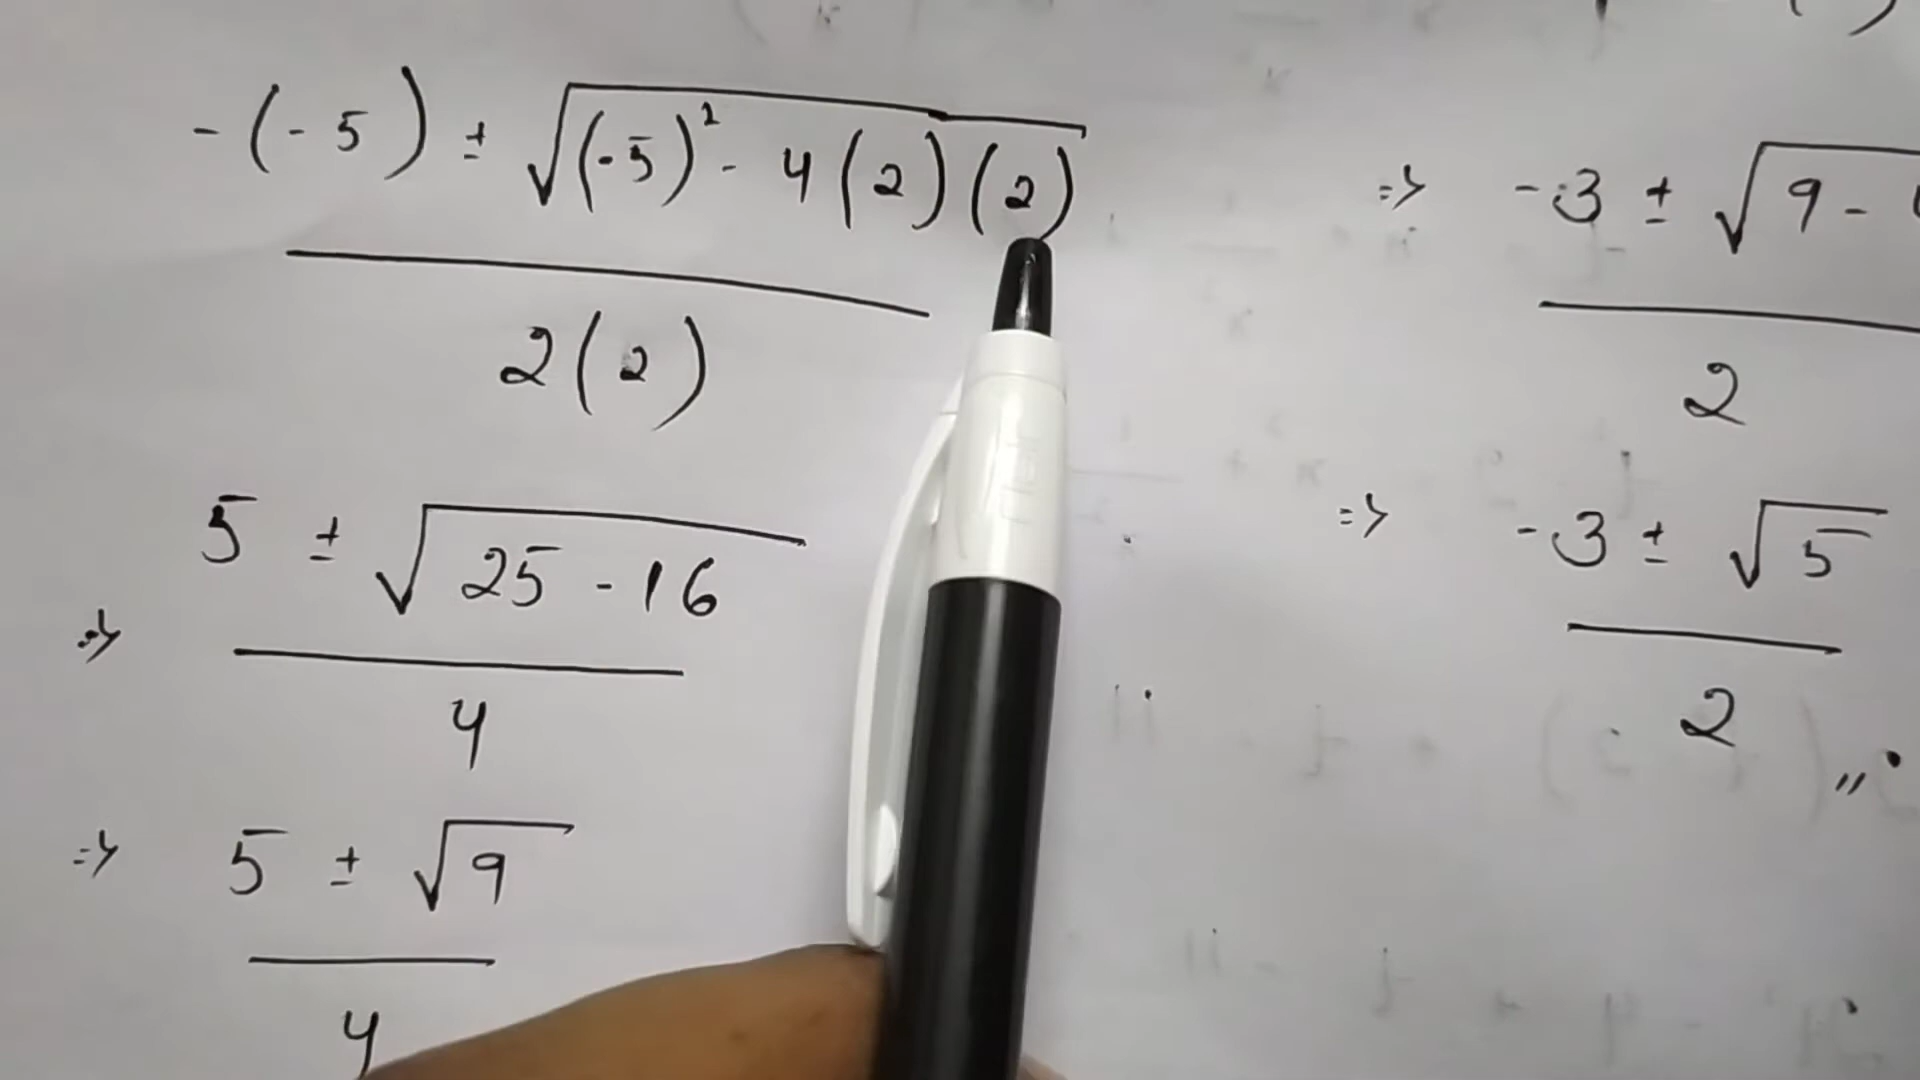 -(-5) ± √(-5)² - 4(2)(2)
2(2)
=> 5 ± √25 - 16
4
=> 5 ± √9
4
=> -3 ± √9 -
2
=> -3 ± √5
2 ,,